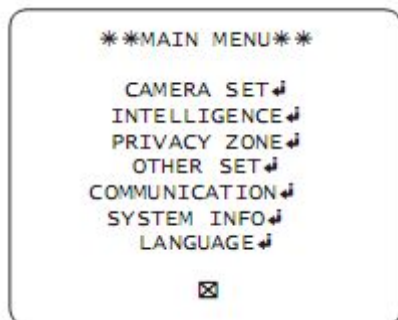 **MAIN MENU**
CAMERA SET↲
INTELLIGENCE↲
PRIVACY ZONE↲
OTHER SET↲
COMMUNICATION↲
SYSTEM INFO↲
LANGUAGE↲
☒